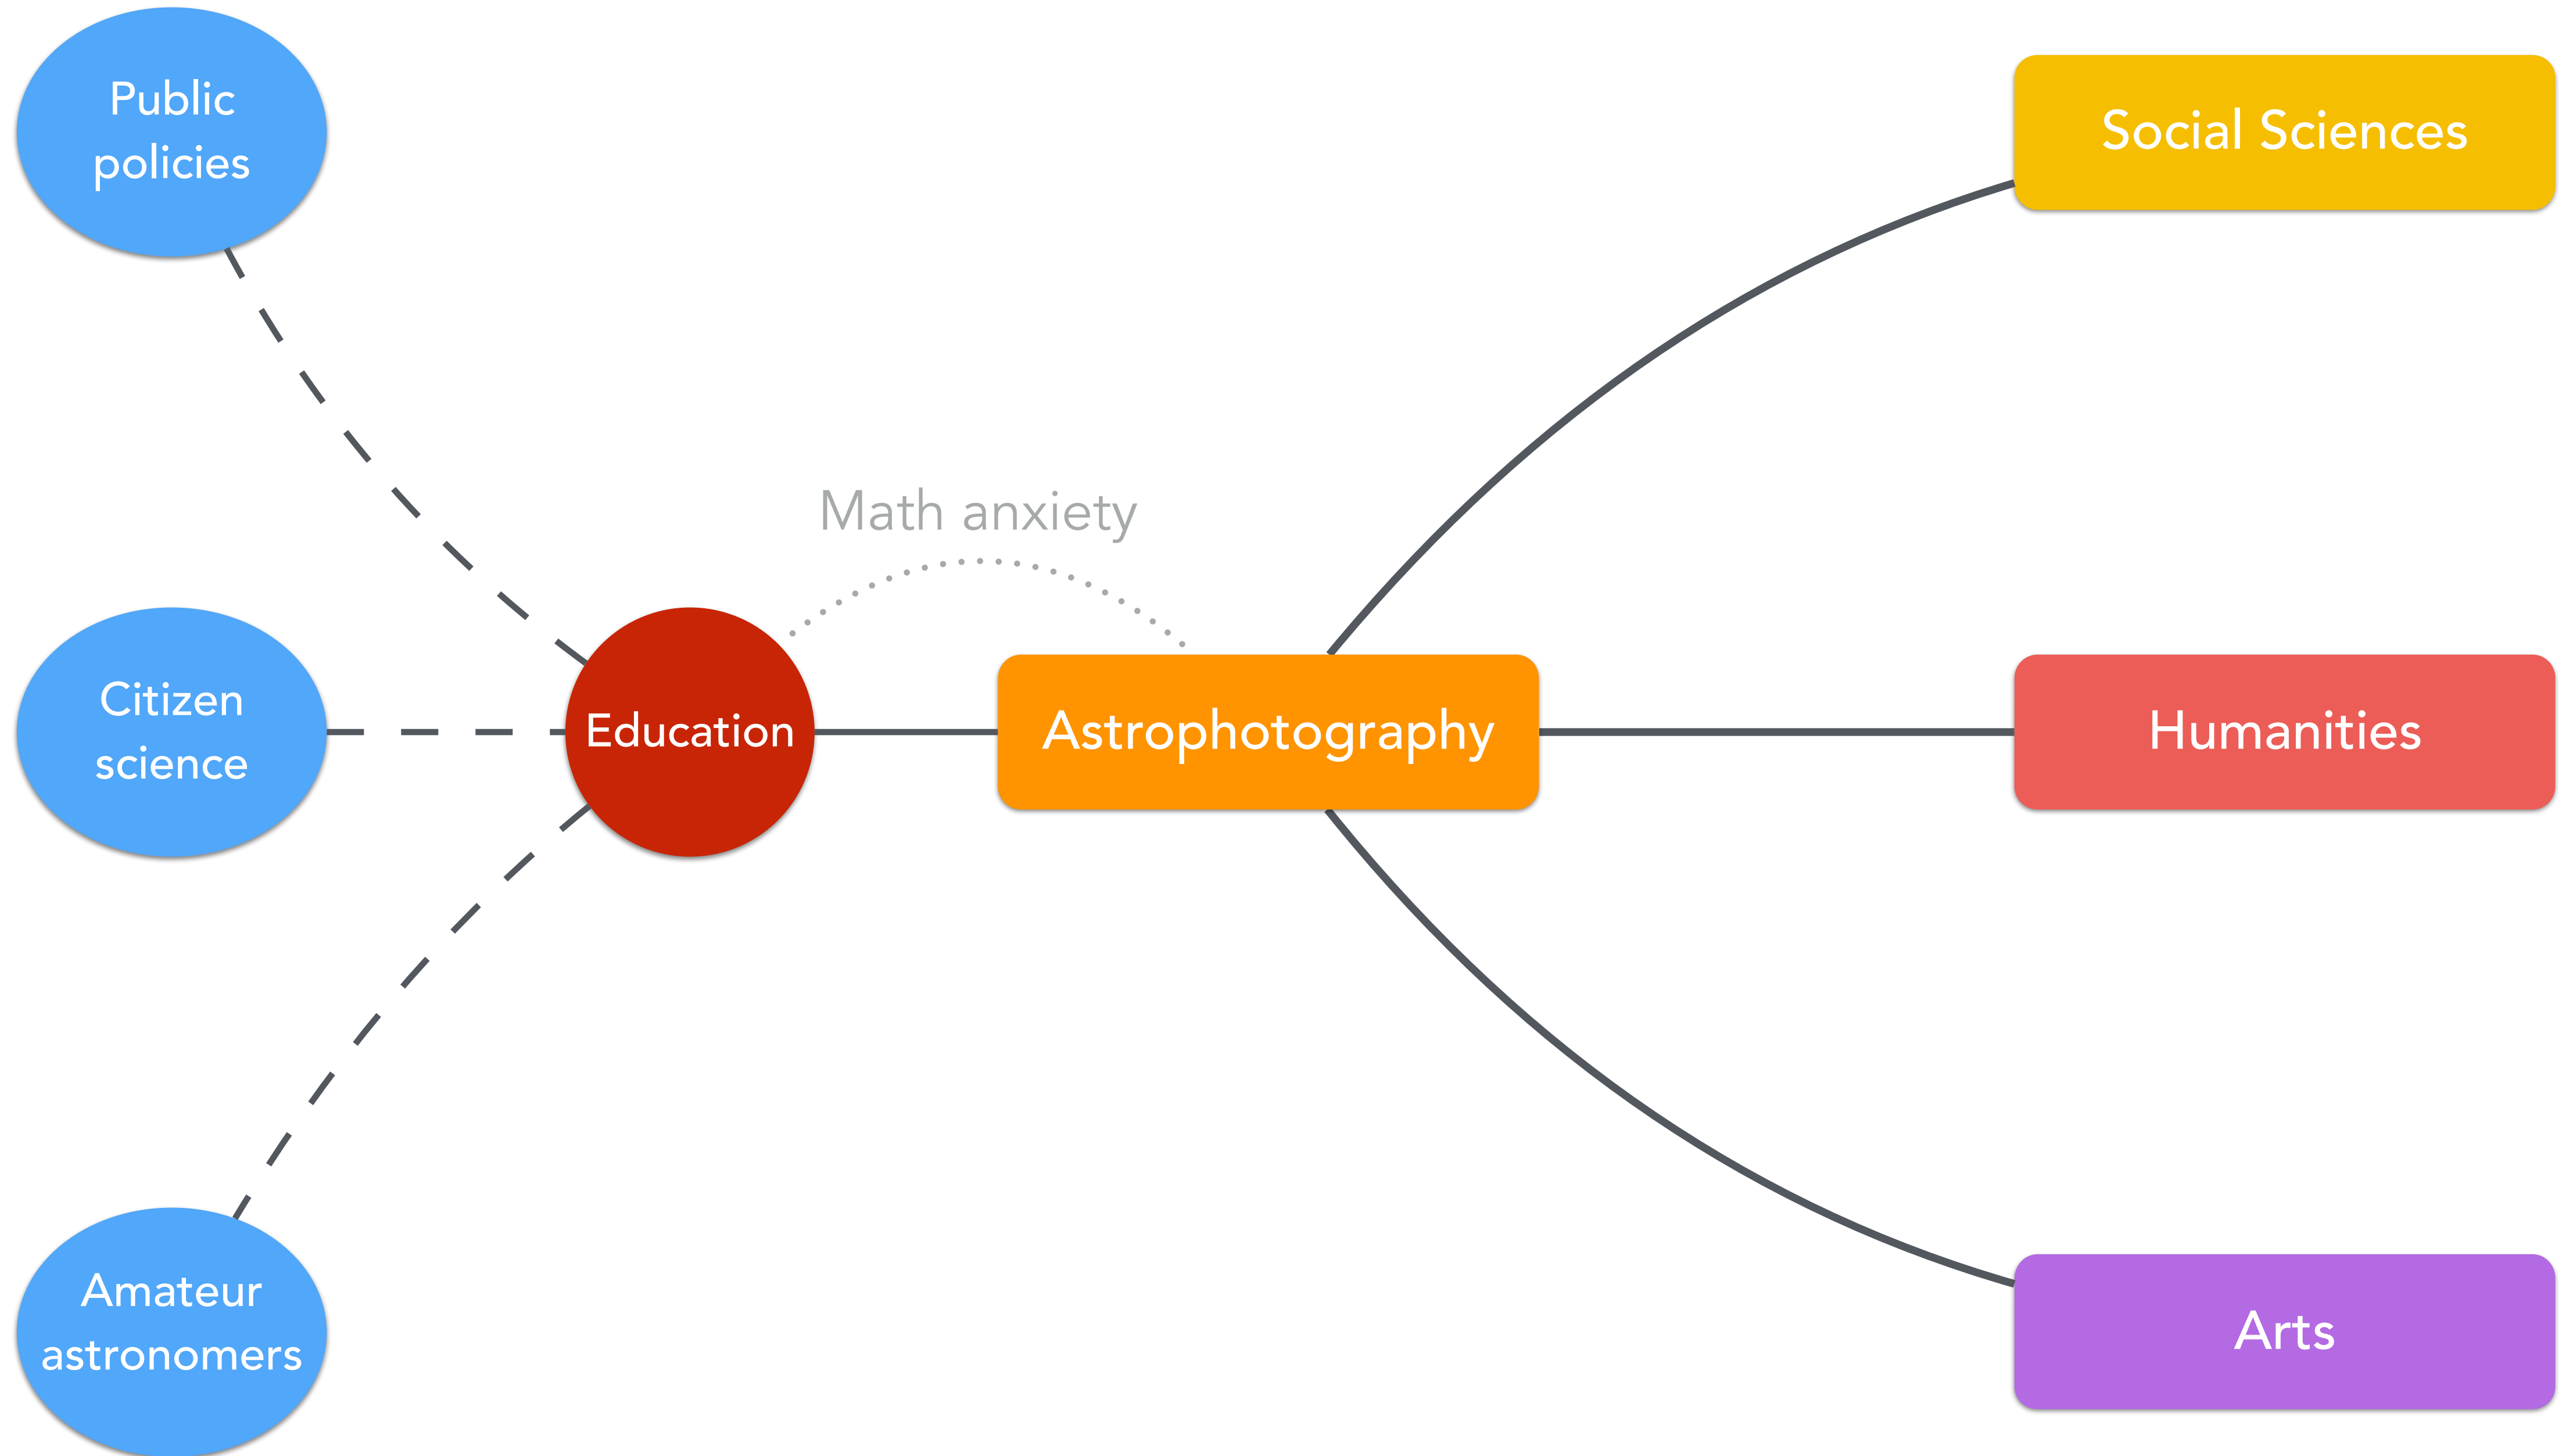 Public
policies
Social Sciences
Math anxiety
Citizen
science
Education
Astrophotography
Humanities
Amateur
astronomers
Arts